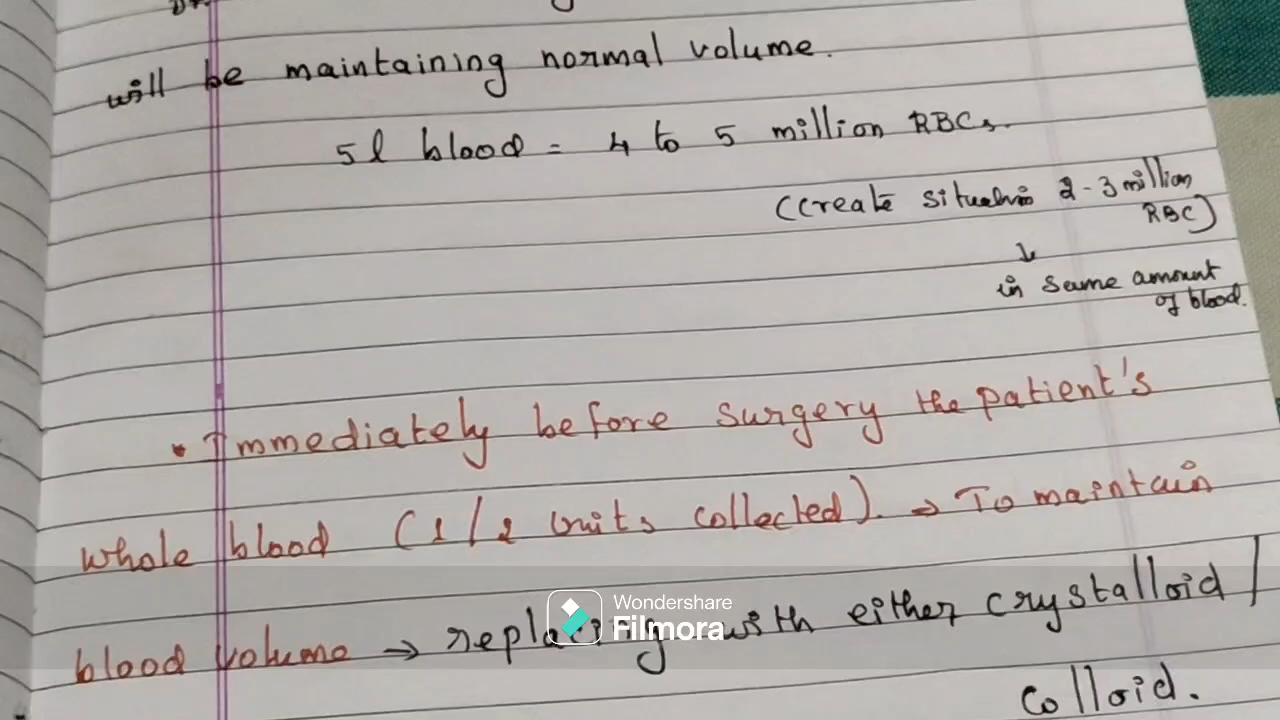 will be maintaining normal volume.
5l blood = 4 to 5 million RBCs.
(create situation 2-3 million
RBC)
↓
in same amount
of blood.
• Immediately before surgery the patient's
whole blood (1/2 units collected). → To maintain
blood volume → replacing with either crystalloid /
colloid.
Wondershare
Filmora